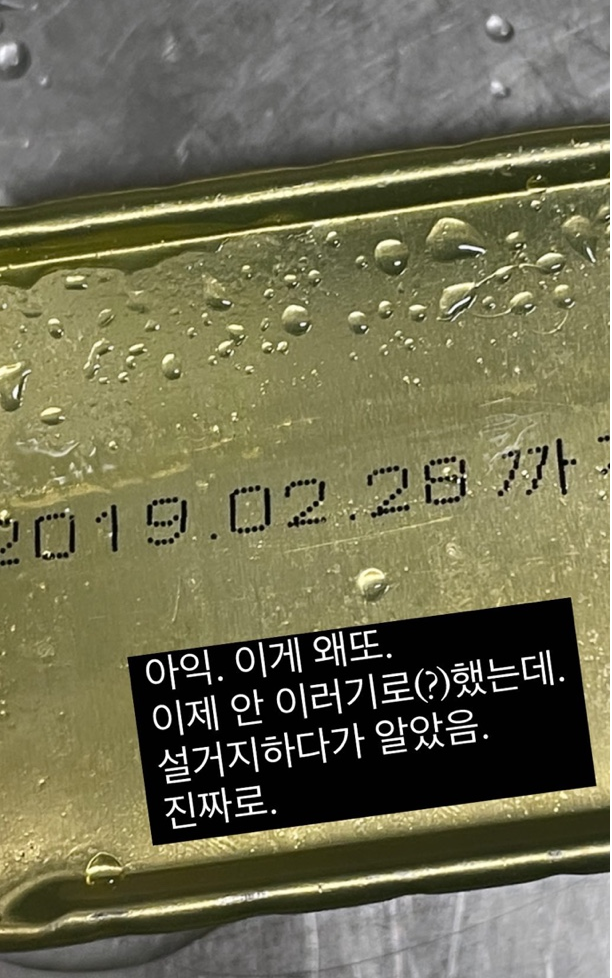 2019.02.28 까지
아익. 이게 왜또.
이제 안 이러기로(?)했는데.
설거지하다가 알았음.
진짜로.